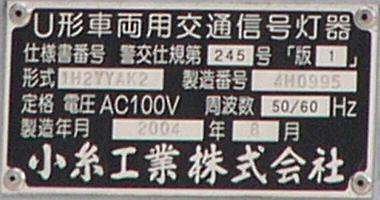 U形車両用交通信号灯器
仕様書番号 警交仕規第 245 号「版 1 」
形式 1H2YYAK2 製造番号 4H0995
定格 電圧 AC100V 周波数 50/60 Hz
製造年月 2004 年 8 月
小糸工業株式会社